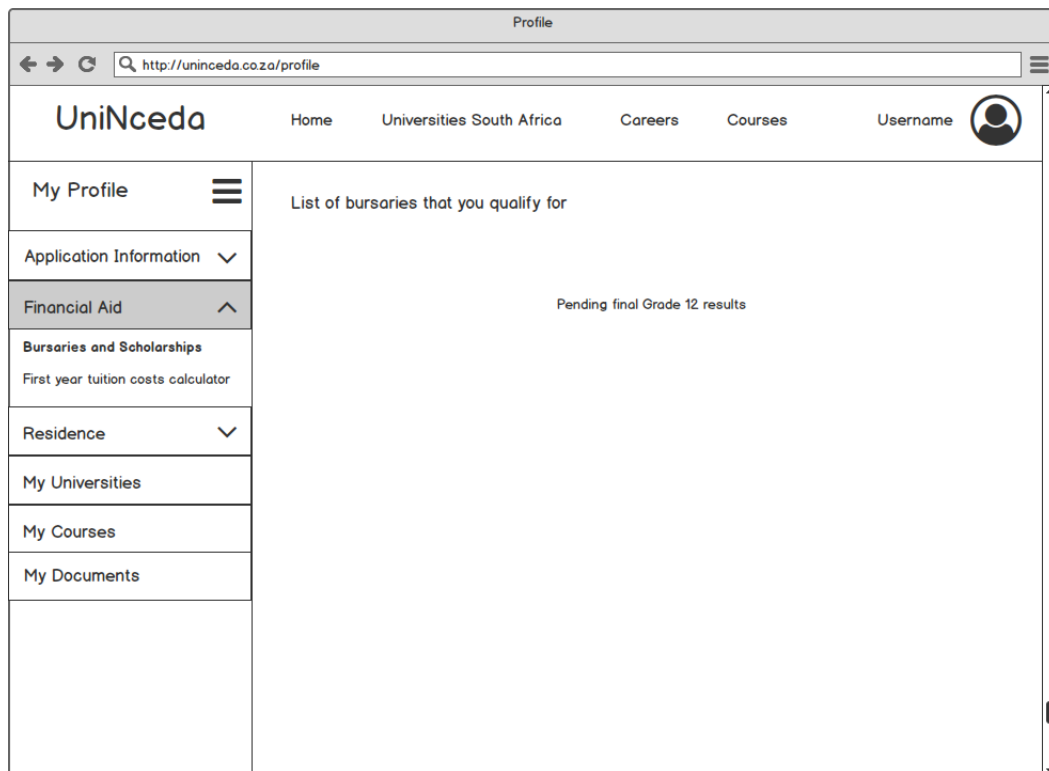 Profile
http://uninceda.co.za/profile
UniNceda
Home Universities South Africa Careers Courses Username
My Profile
List of bursaries that you qualify for
Application Information
Financial Aid
Pending final Grade 12 results
Bursaries and Scholarships
First year tuition costs calculator
Residence
My Universities
My Courses
My Documents